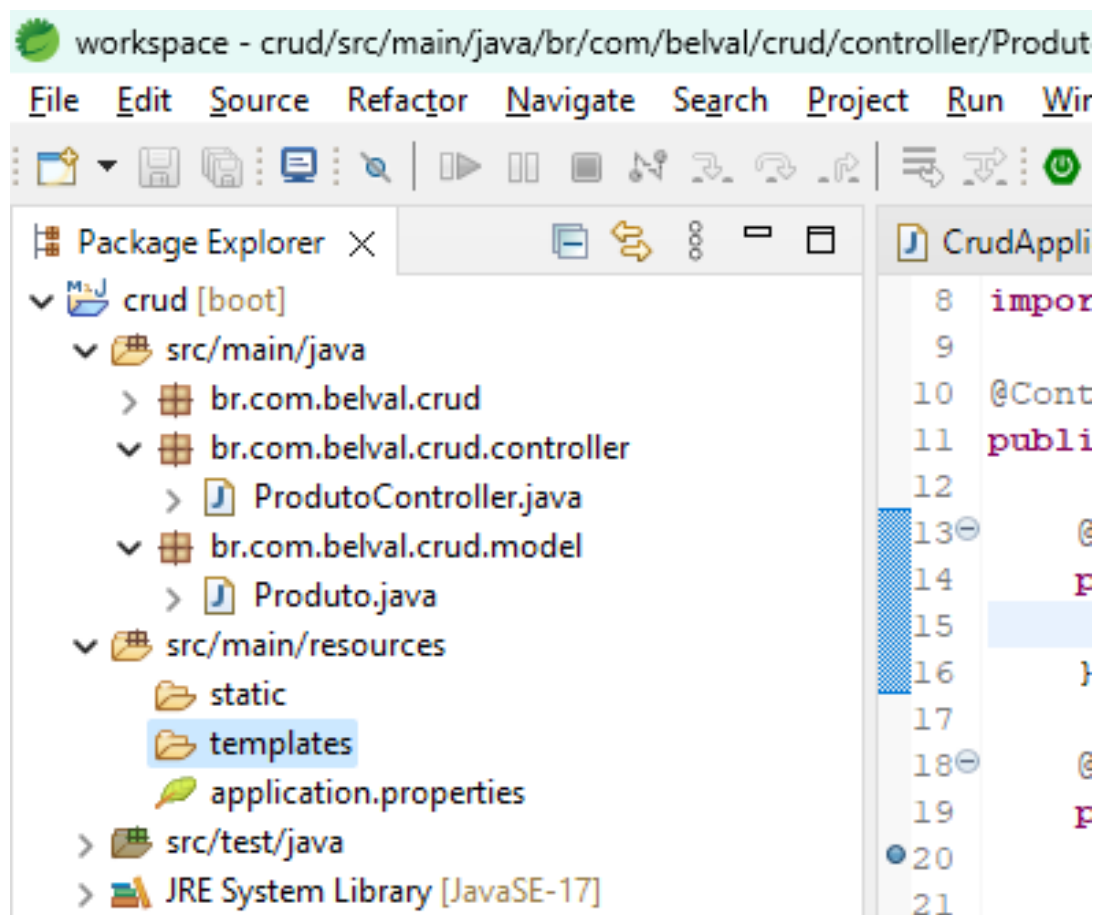 workspace - crud/src/main/java/br/com/belval/crud/controller/Produt
File Edit Source Refactor Navigate Search Project Run Wir
Package Explorer
CrudAppli
crud [boot]
src/main/java
br.com.belval.crud
br.com.belval.crud.controller
ProdutoController.java
br.com.belval.crud.model
Produto.java
src/main/resources
static
templates
application.properties
src/test/java
JRE System Library [JavaSE-17]
8 impor
9
10 @Cont
11 publi
12
13 @
14 p
15
16 }
17
18 @
19 p
20
21